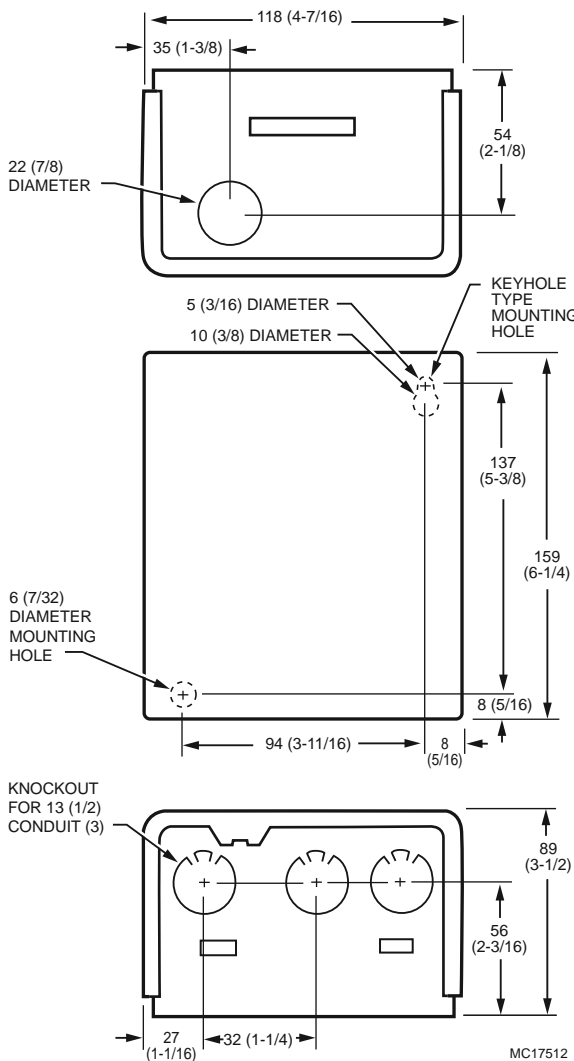 118 (4-7/16)
35 (1-3/8)
54
(2-1/8)
22 (7/8)
DIAMETER
KEYHOLE
TYPE
MOUNTING
HOLE
5 (3/16) DIAMETER
10 (3/8) DIAMETER
137
(5-3/8)
159
(6-1/4)
6 (7/32)
DIAMETER
MOUNTING
HOLE
8 (5/16)
94 (3-11/16)
8
(5/16)
KNOCKOUT
FOR 13 (1/2)
CONDUIT (3)
89
(3-1/2)
56
(2-3/16)
27
(1-1/16)
32 (1-1/4)
MC17512